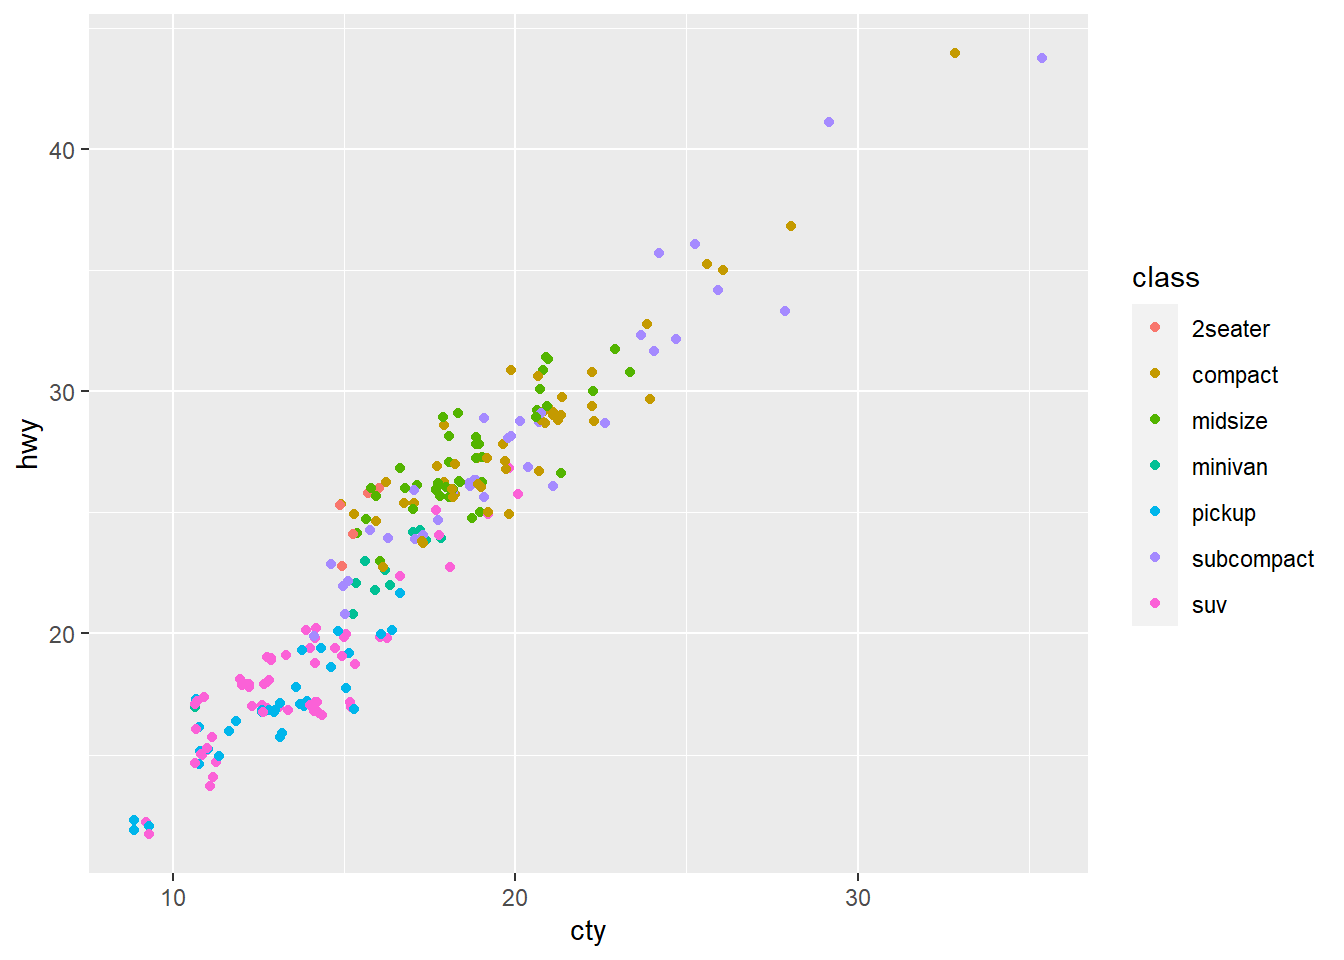 hwy
40
30
20
10
20
30
cty
class
2seater
compact
midsize
minivan
pickup
subcompact
suv